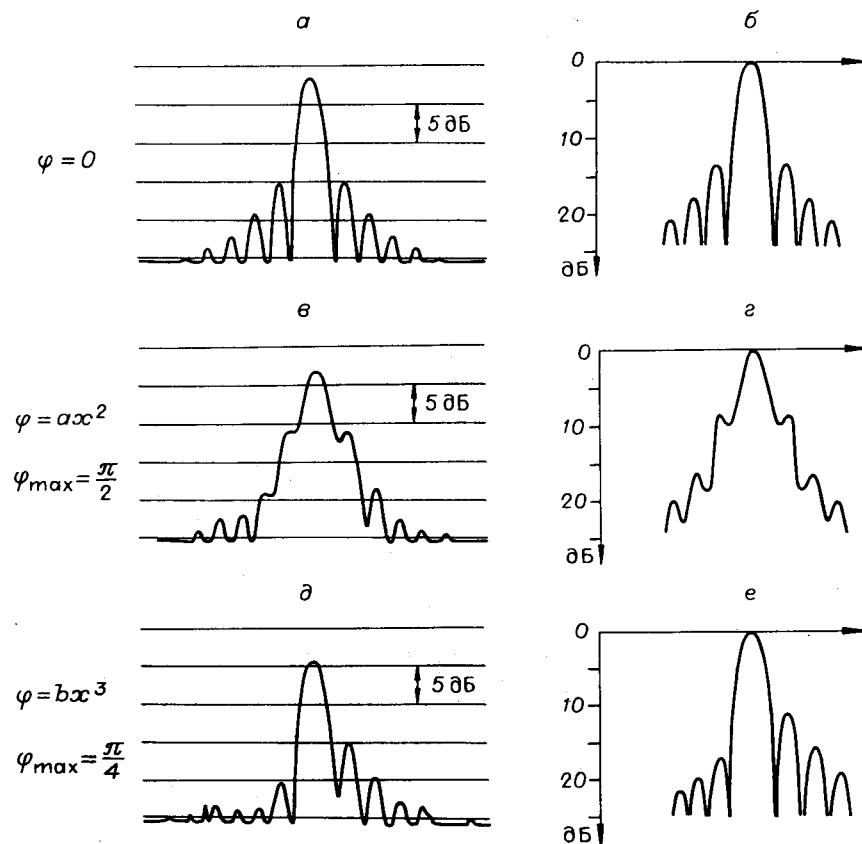 а
б
φ = 0
5 дБ
0
10
20
дБ
в
г
φ = ax²
φmax = π/2
5 дБ
0
10
20
дБ
д
е
φ = bx³
φmax = π/4
5 дБ
0
10
20
дБ